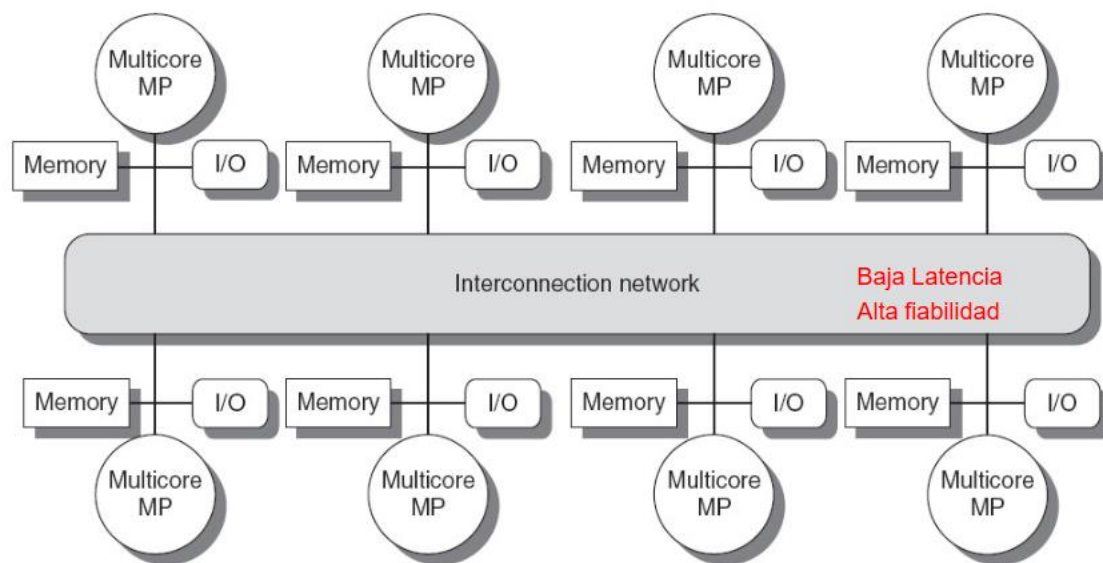 Multicore
MP
Multicore
MP
Multicore
MP
Multicore
MP
Memory
I/O
Memory
I/O
Memory
I/O
Memory
I/O
Interconnection network
Baja Latencia
Alta fiabilidad
Memory
I/O
Memory
I/O
Memory
I/O
Memory
I/O
Multicore
MP
Multicore
MP
Multicore
MP
Multicore
MP